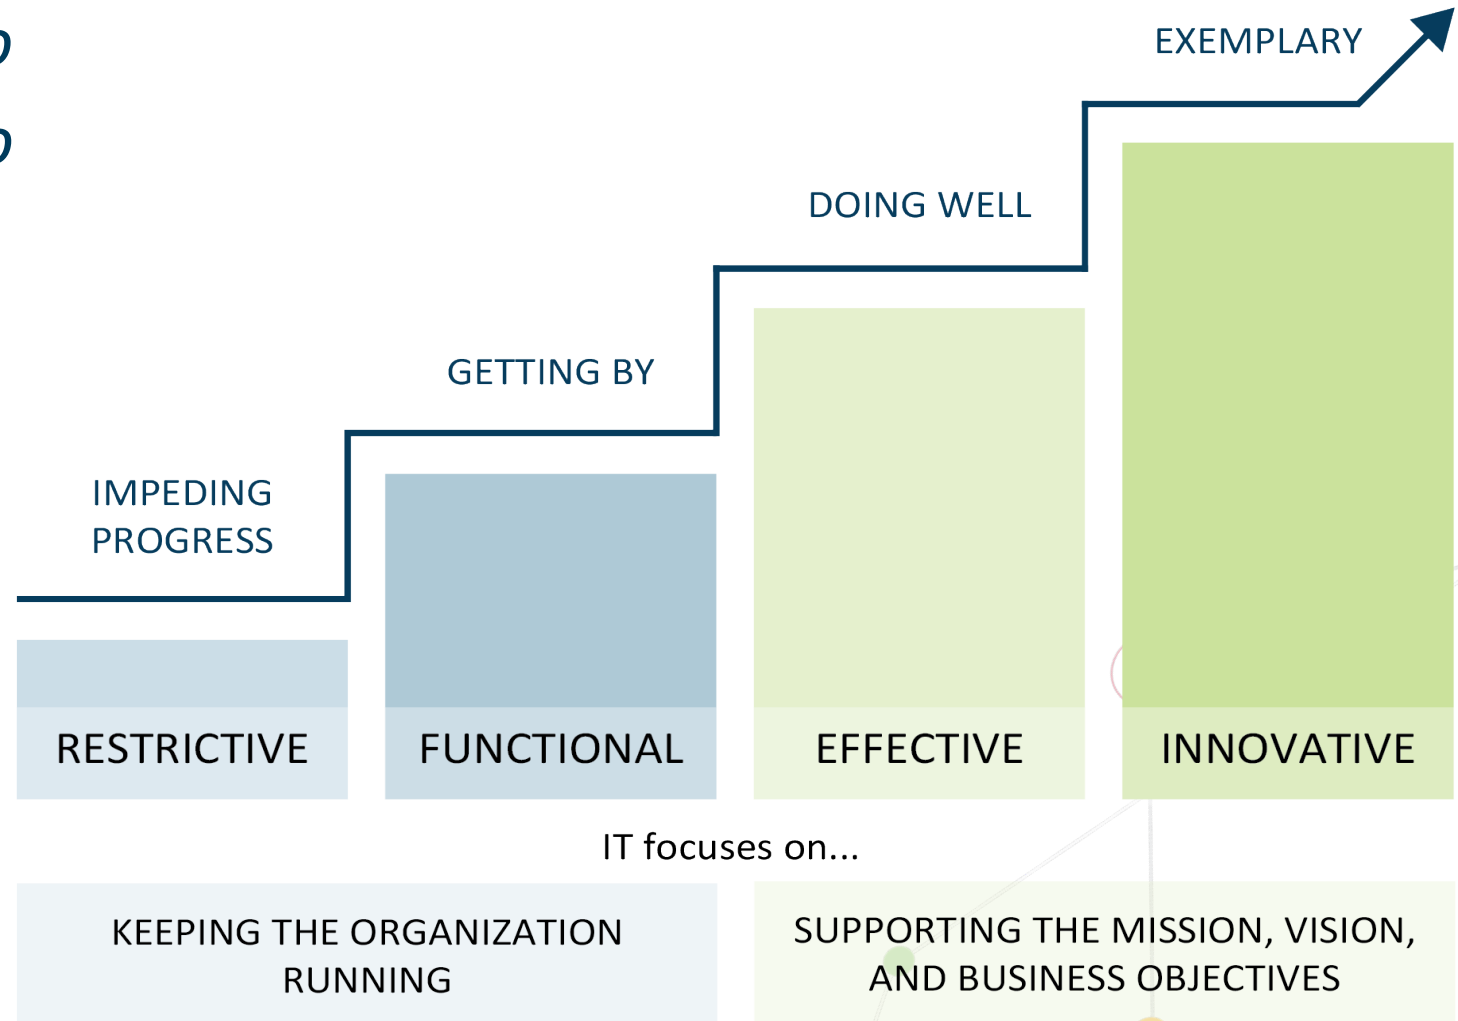 EXEMPLARY
DOING WELL
GETTING BY
IMPEDING
PROGRESS
RESTRICTIVE
FUNCTIONAL
EFFECTIVE
INNOVATIVE
IT focuses on...
KEEPING THE ORGANIZATION
RUNNING
SUPPORTING THE MISSION, VISION,
AND BUSINESS OBJECTIVES